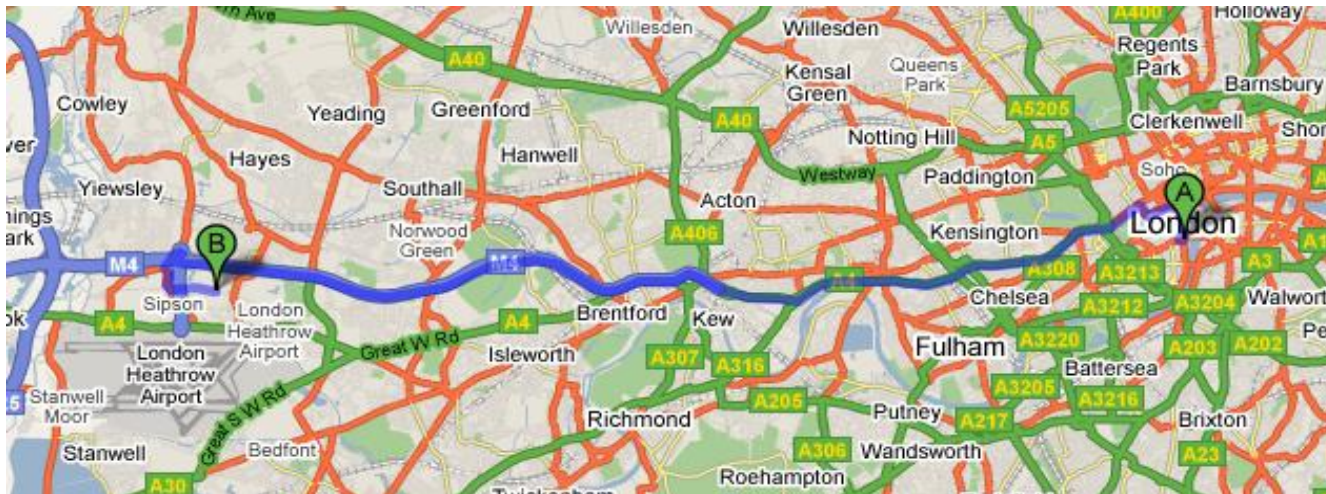 A400
Holloway
Willesden
Willesden
Regents
Park
A40
Kensal
Green
Queens
Park
Barnsbury
Cowley
Yeading
Greenford
A5205
A40
Clerkenwell
Notting Hill
A5
Hayes
Hanwell
Westway
Soho
Yiewsley
Southall
Acton
Paddington
A
London
Norwood
Green
A406
Kensington
B
M4
M4
A308
A3213
A3
A4
Sipson
Chelsea
A3212
A3204
London
Heathrow
Airport
A4
A4
Brentford
Kew
Great W Rd
Isleworth
Fulham
A3220
A203
A202
London
Heathrow
Airport
A307
A316
Battersea
Stanwell
Moor
Great S W Rd
A3205
A3216
A205
Richmond
Putney
A217
Brixton
Stanwell
Bedfont
A306
Wandsworth
A23
A30
Roehampton
Twickenham